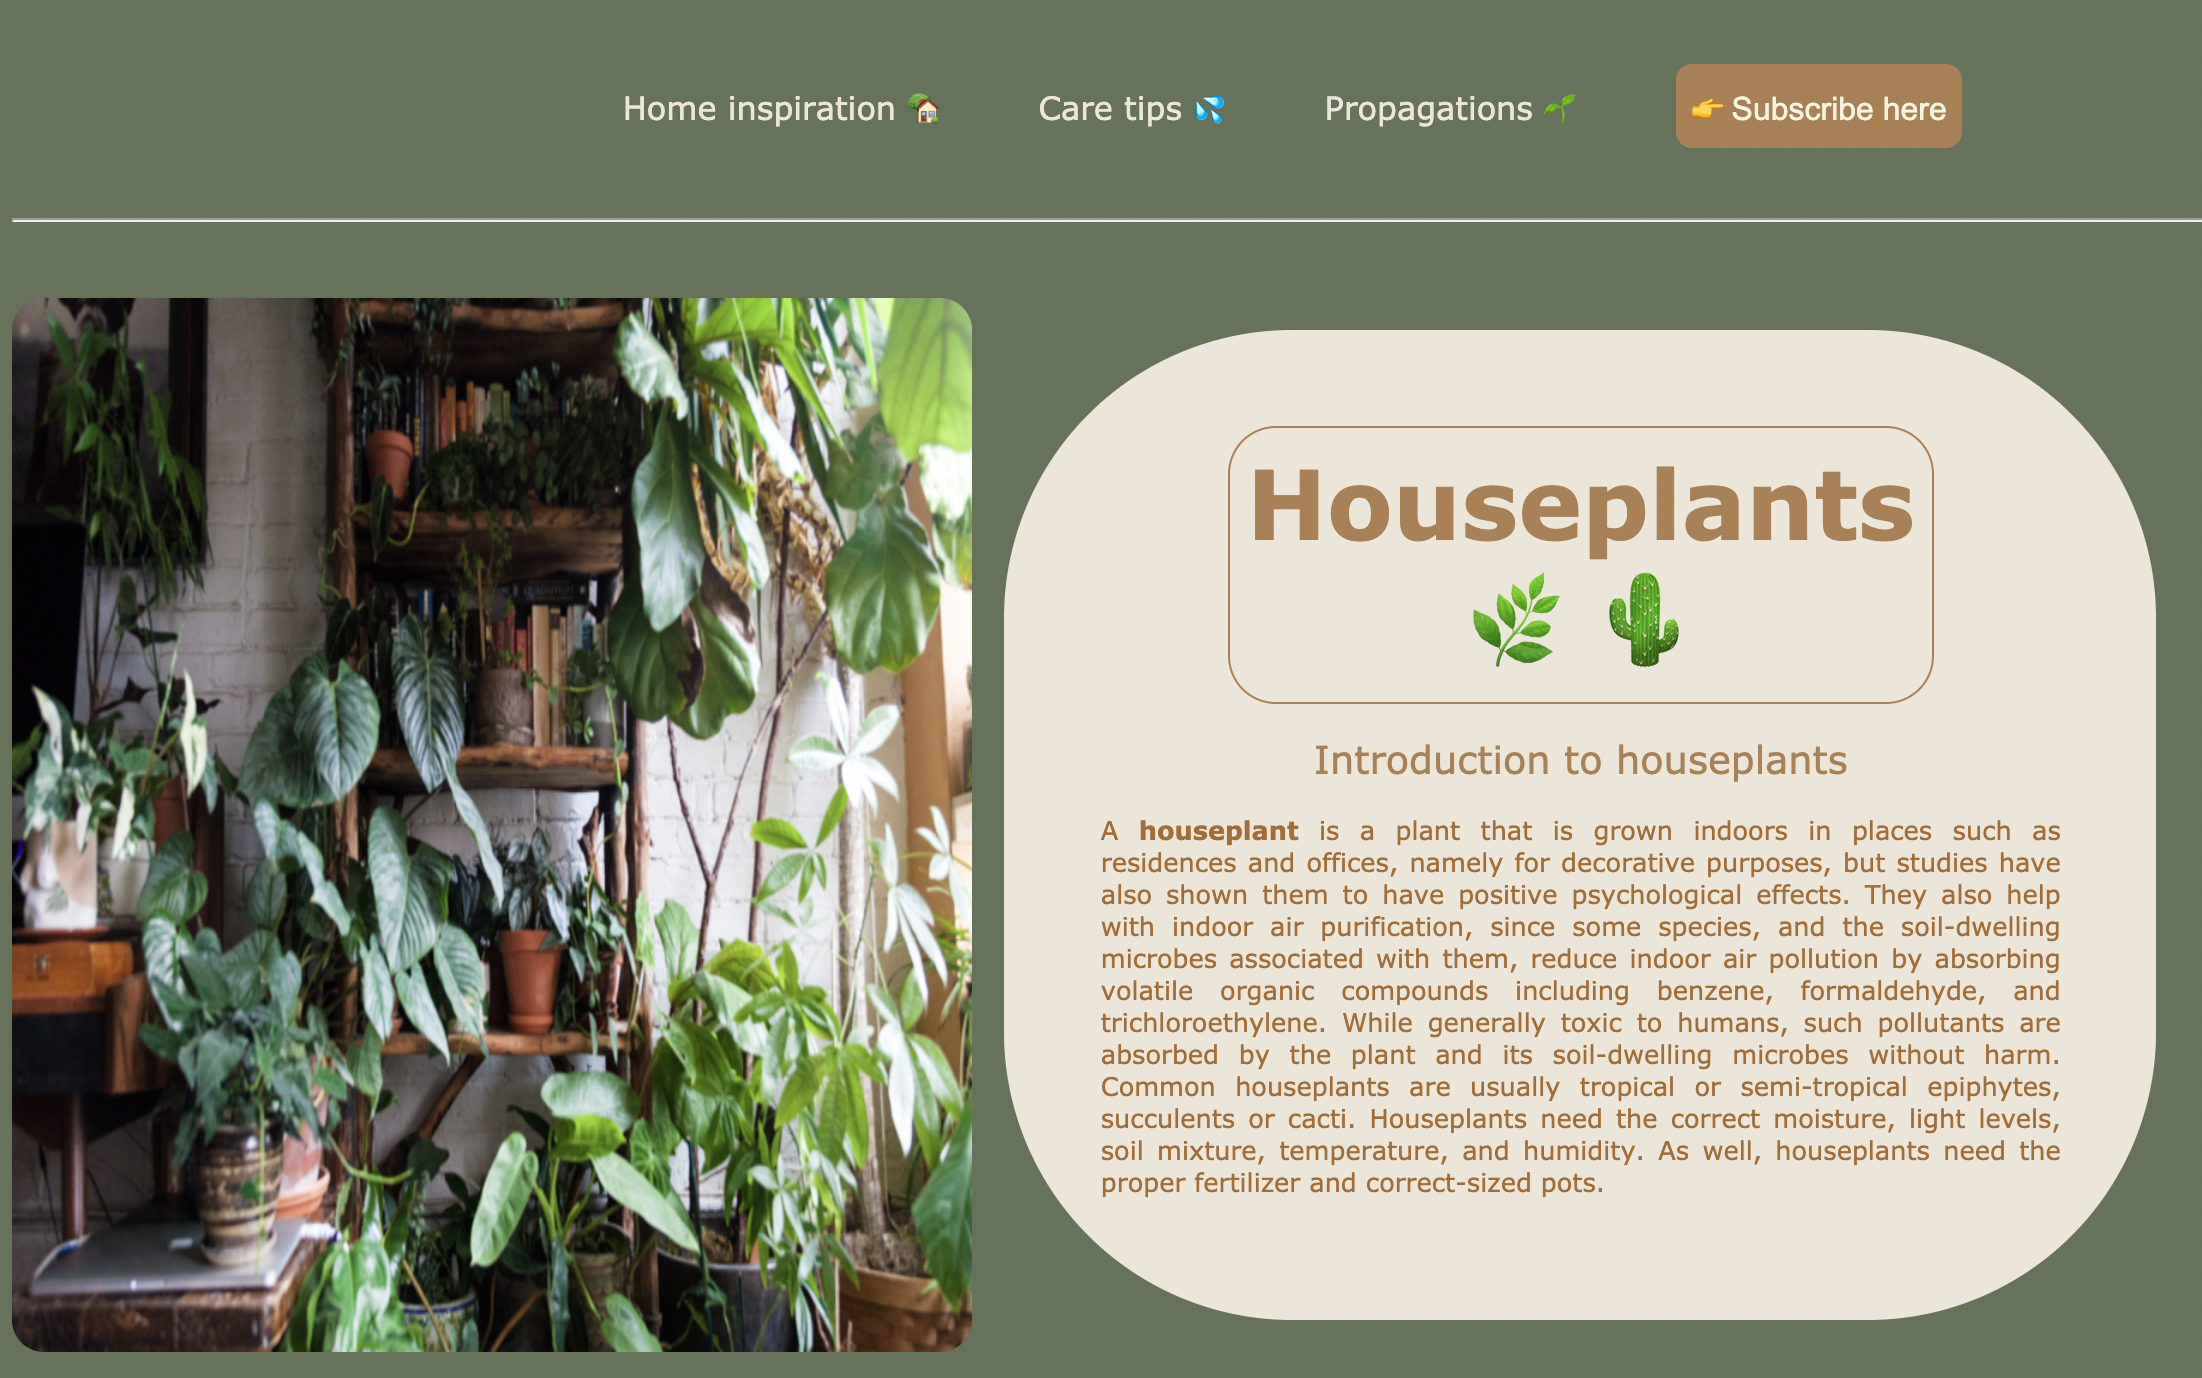 Home inspiration 🏡 Care tips 💦 Propagations 🌱 👉 Subscribe here
Houseplants
🌿 🌵
Introduction to houseplants
A houseplant is a plant that is grown indoors in places such as
residences and offices, namely for decorative purposes, but studies have
also shown them to have positive psychological effects. They also help
with indoor air purification, since some species, and the soil-dwelling
microbes associated with them, reduce indoor air pollution by absorbing
volatile organic compounds including benzene, formaldehyde, and
trichloroethylene. While generally toxic to humans, such pollutants are
absorbed by the plant and its soil-dwelling microbes without harm.
Common houseplants are usually tropical or semi-tropical epiphytes,
succulents or cacti. Houseplants need the correct moisture, light levels,
soil mixture, temperature, and humidity. As well, houseplants need the
proper fertilizer and correct-sized pots.